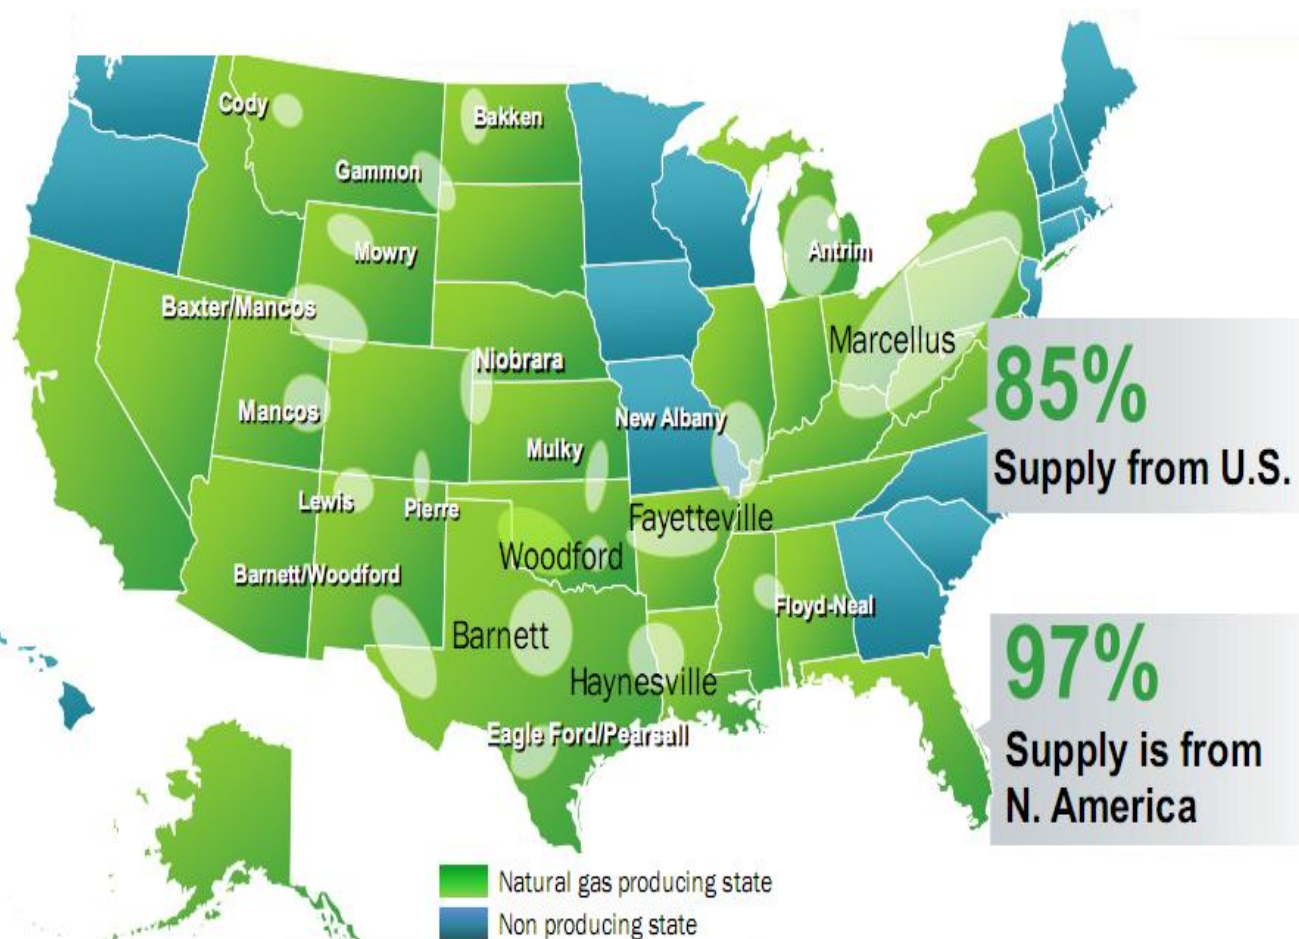 Cody
Bakken
Gammon
Mowry
Antrim
Baxter/Mancos
Marcellus
Niobrara
85%
Supply from U.S.
Mancos
New Albany
Mulky
Lewis
Pierre
Fayetteville
Woodford
Barnett/Woodford
Floyd-Neal
Barnett
Haynesville
97%
Supply is from
N. America
Eagle Ford/Pearsall
Natural gas producing state
Non producing state